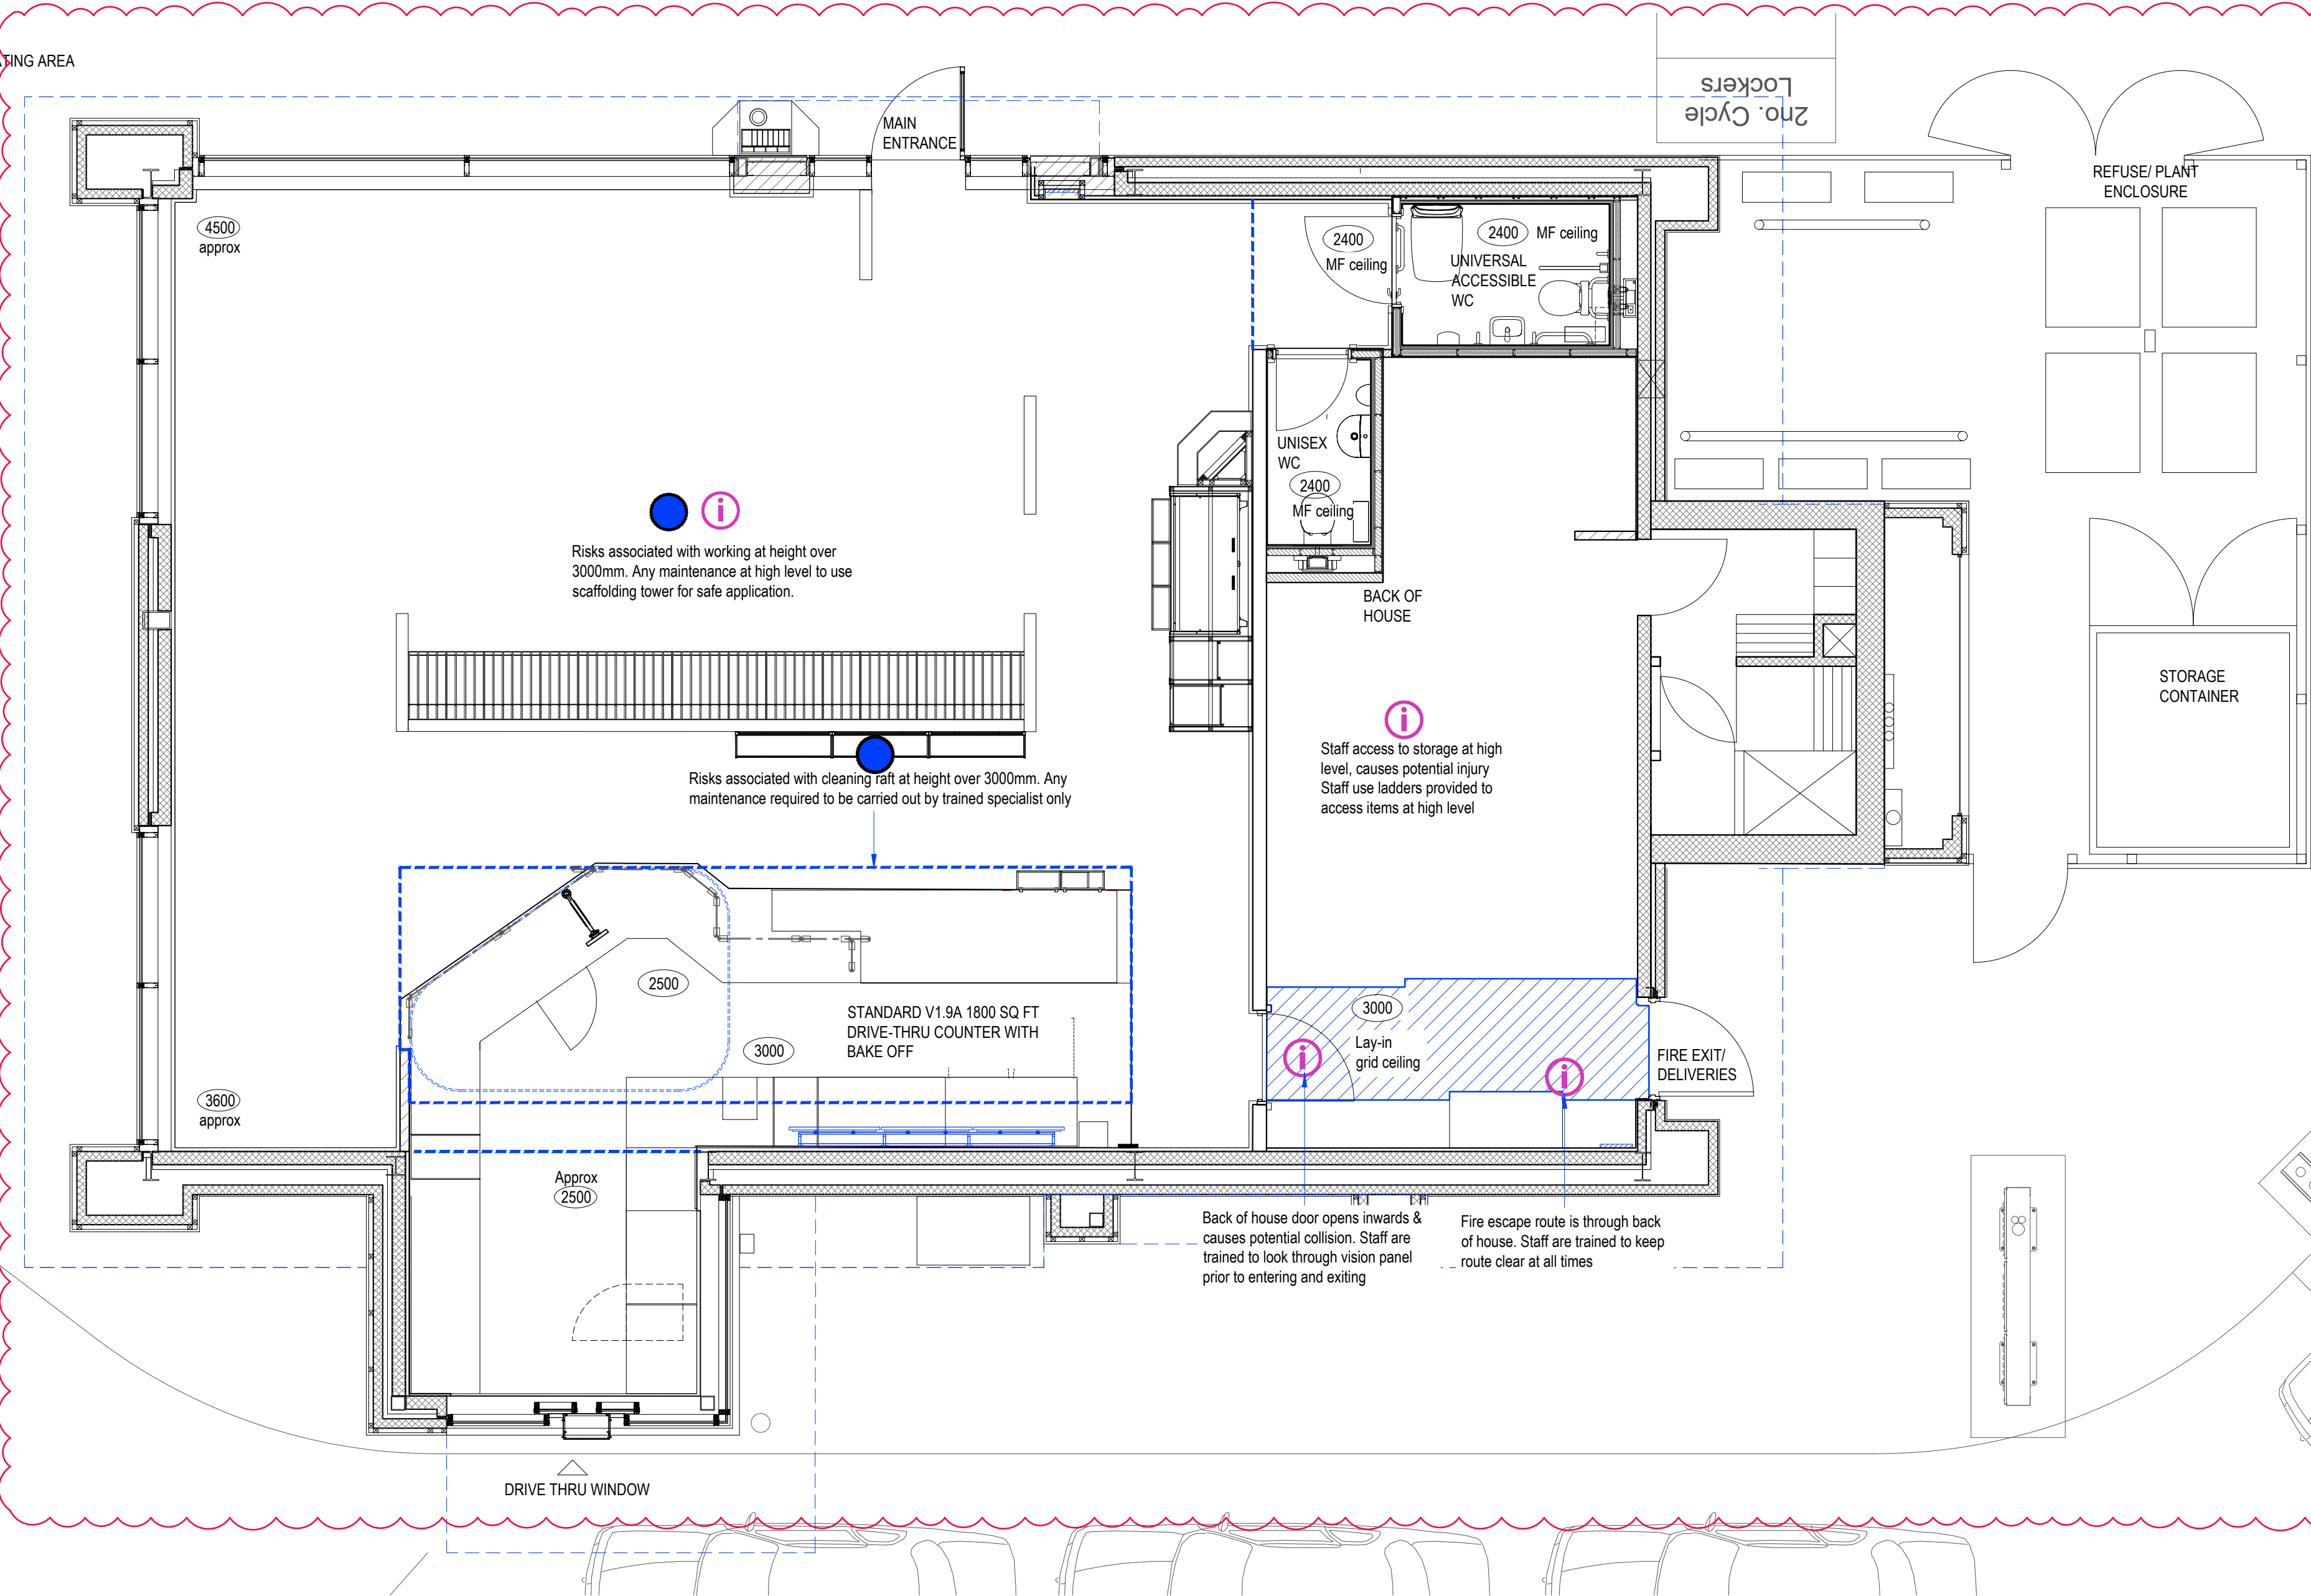 TING AREA
2no. Cycle
Lockers
MAIN
ENTRANCE
REFUSE/ PLANT
ENCLOSURE
4500
approx
2400
MF ceiling
2400 MF ceiling
UNIVERSAL
ACCESSIBLE
WC
UNISEX
WC
2400
MF ceiling
i
Risks associated with working at height over
3000mm. Any maintenance at high level to use
scaffolding tower for safe application.
BACK OF
HOUSE
STORAGE
CONTAINER
i
Staff access to storage at high
level, causes potential injury
Staff use ladders provided to
access items at high level
Risks associated with cleaning raft at height over 3000mm. Any
maintenance required to be carried out by trained specialist only
2500
STANDARD V1.9A 1800 SQ FT
DRIVE-THRU COUNTER WITH
BAKE OFF
3000
3000
Lay-in
grid ceiling
i
i
FIRE EXIT/
DELIVERIES
3600
approx
Approx
2500
Back of house door opens inwards &
causes potential collision. Staff are
trained to look through vision panel
prior to entering and exiting
Fire escape route is through back
of house. Staff are trained to keep
route clear at all times
DRIVE THRU WINDOW